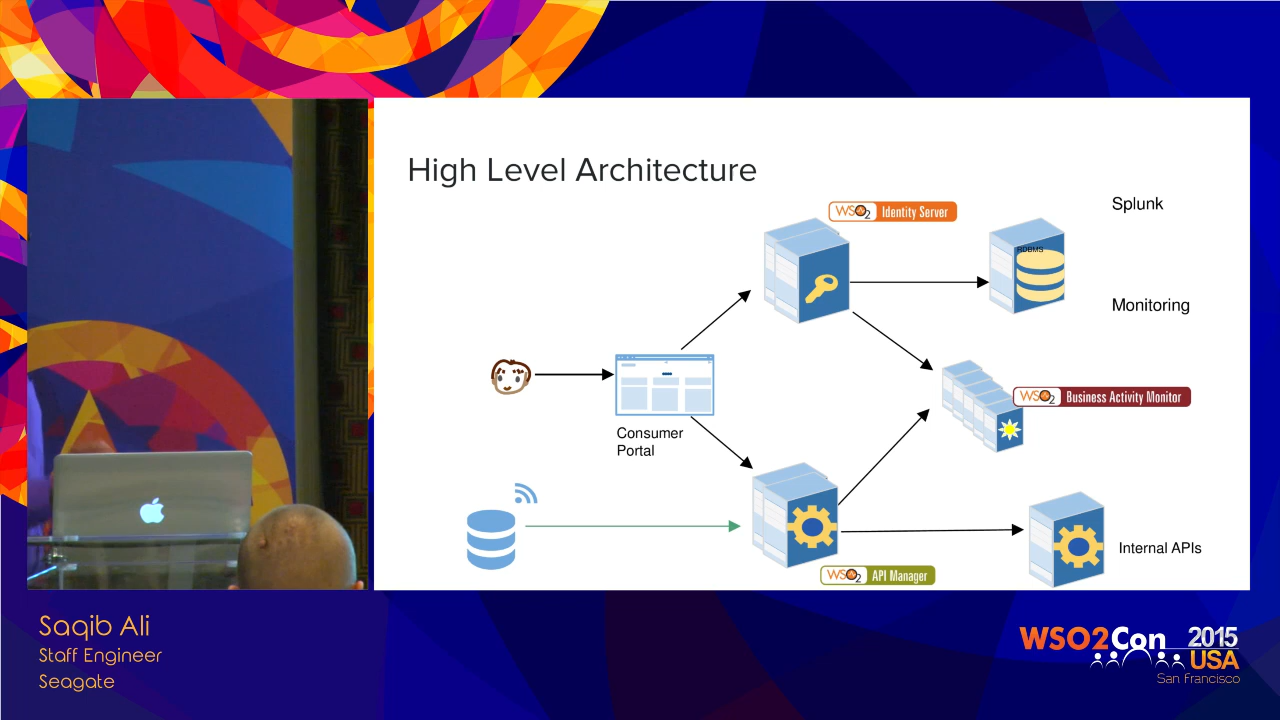 High Level Architecture
WSO2 Identity Server
Splunk
RDBMS
Monitoring
WSO2 Business Activity Monitor
Consumer
Portal
Internal APIs
WSO2 API Manager
Saqib Ali
Staff Engineer
Seagate
WSO2Con 2015
USA
San Francisco